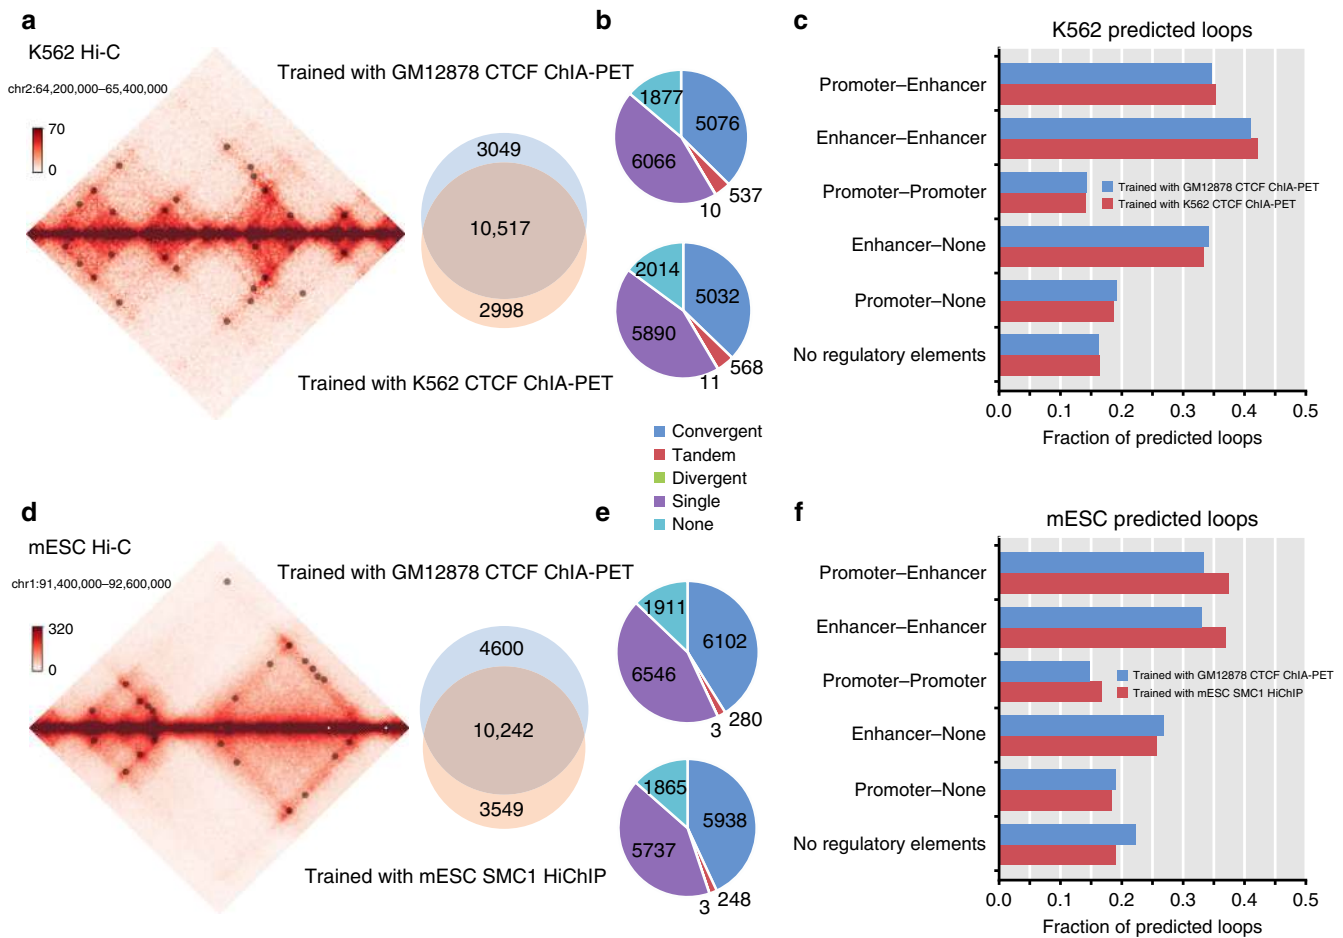 a
K562 Hi-C
chr2:64,200,000–65,400,000
70
0
Trained with GM12878 CTCF ChIA-PET
3049
10,517
2998
Trained with K562 CTCF ChIA-PET
b
1877
5076
6066
537
10
2014
5032
5890
568
11
Convergent
Tandem
Divergent
Single
None
c
K562 predicted loops
Promoter–Enhancer
Enhancer–Enhancer
Promoter–Promoter
Enhancer–None
Promoter–None
No regulatory elements
Trained with GM12878 CTCF ChIA-PET
Trained with K562 CTCF ChIA-PET
0.0 0.1 0.2 0.3 0.4 0.5
Fraction of predicted loops
d
mESC Hi-C
chr1:91,400,000–92,600,000
320
0
Trained with GM12878 CTCF ChIA-PET
4600
10,242
3549
Trained with mESC SMC1 HiChIP
e
1911
6102
6546
280
3
1865
5938
5737
248
3
f
mESC predicted loops
Promoter–Enhancer
Enhancer–Enhancer
Promoter–Promoter
Enhancer–None
Promoter–None
No regulatory elements
Trained with GM12878 CTCF ChIA-PET
Trained with mESC SMC1 HiChIP
0.0 0.1 0.2 0.3 0.4 0.5
Fraction of predicted loops